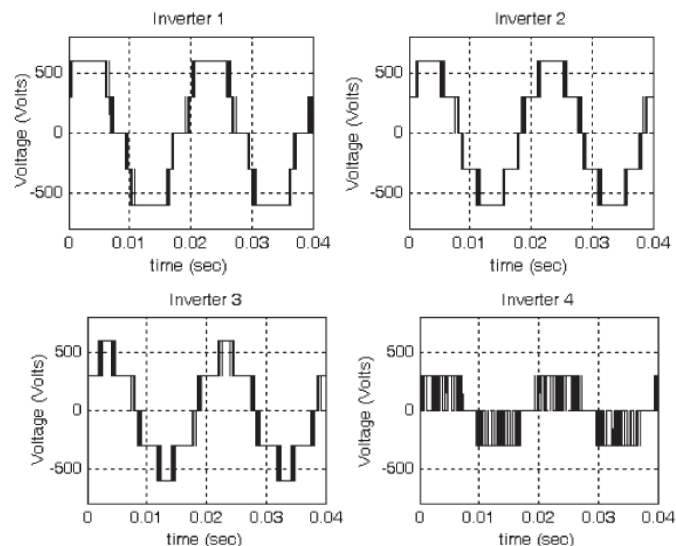 Inverter 1
Voltage (Volts)
500
0
-500
0 0.01 0.02 0.03 0.04
time (sec)
Inverter 2
Voltage (Volts)
500
0
-500
0 0.01 0.02 0.03 0.04
time (sec)
Inverter 3
Voltage (Volts)
500
0
-500
0 0.01 0.02 0.03 0.04
time (sec)
Inverter 4
Voltage (Volts)
500
0
-500
0 0.01 0.02 0.03 0.04
time (sec)